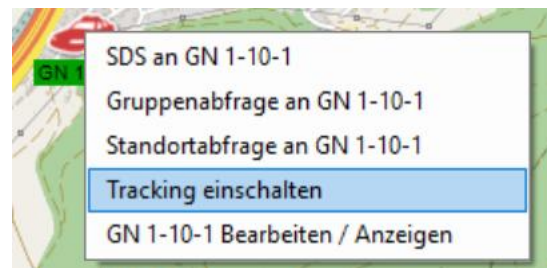 GN 1
SDS an GN 1-10-1
Gruppenabfrage an GN 1-10-1
Standortabfrage an GN 1-10-1
Tracking einschalten
GN 1-10-1 Bearbeiten / Anzeigen